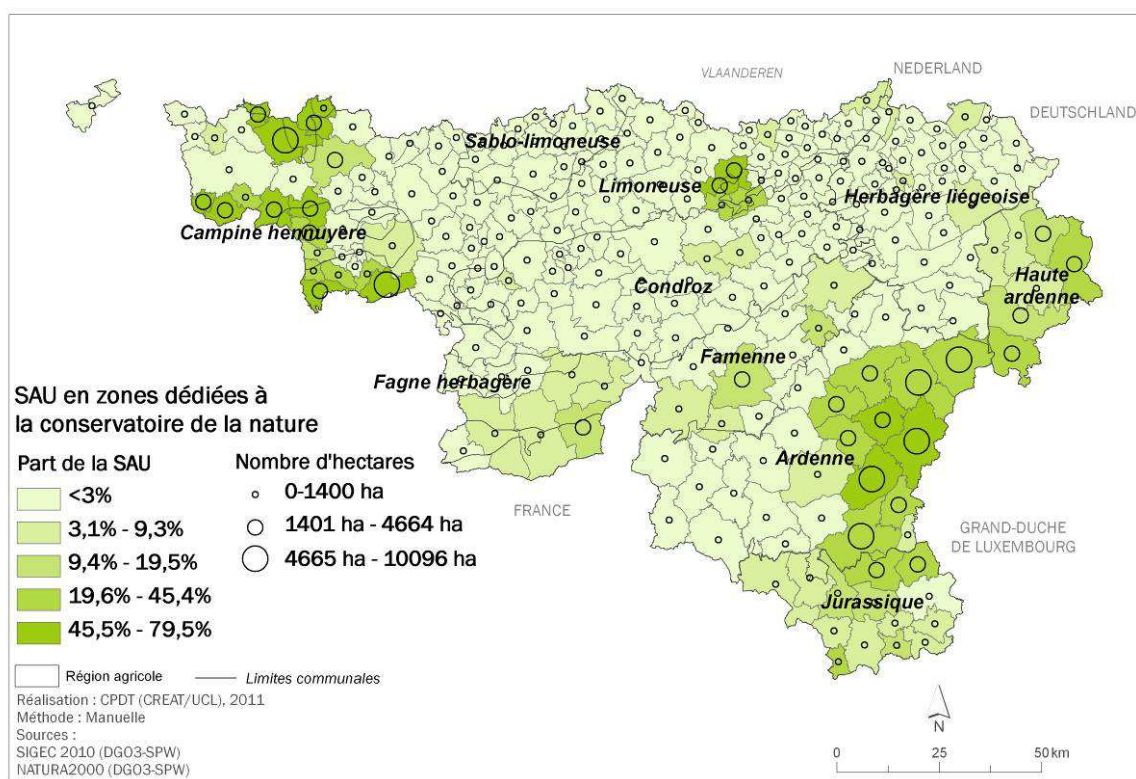 VLAANDEREN
NEDERLAND
DEUTSCHLAND
Sablo-limoneuse
Limoneuse
Herbagère liégeoise
Campine hennuyère
Condroz
Haute
ardenne
Famenne
Fagne herbagère
Ardenne
FRANCE
GRAND-DUCHE
DE LUXEMBOURG
Jurassique
SAU en zones dédiées à
la conservatoire de la nature
Part de la SAU
<3%
3,1% - 9,3%
9,4% - 19,5%
19,6% - 45,4%
45,5% - 79,5%
Nombre d'hectares
0-1400 ha
1401 ha - 4664 ha
4665 ha - 10096 ha
Région agricole
Limites communales
Réalisation : CPDT (CREAT/UCL), 2011
Méthode : Manuelle
Sources :
SIGEC 2010 (DGO3-SPW)
NATURA2000 (DGO3-SPW)
N
0 25 50 km